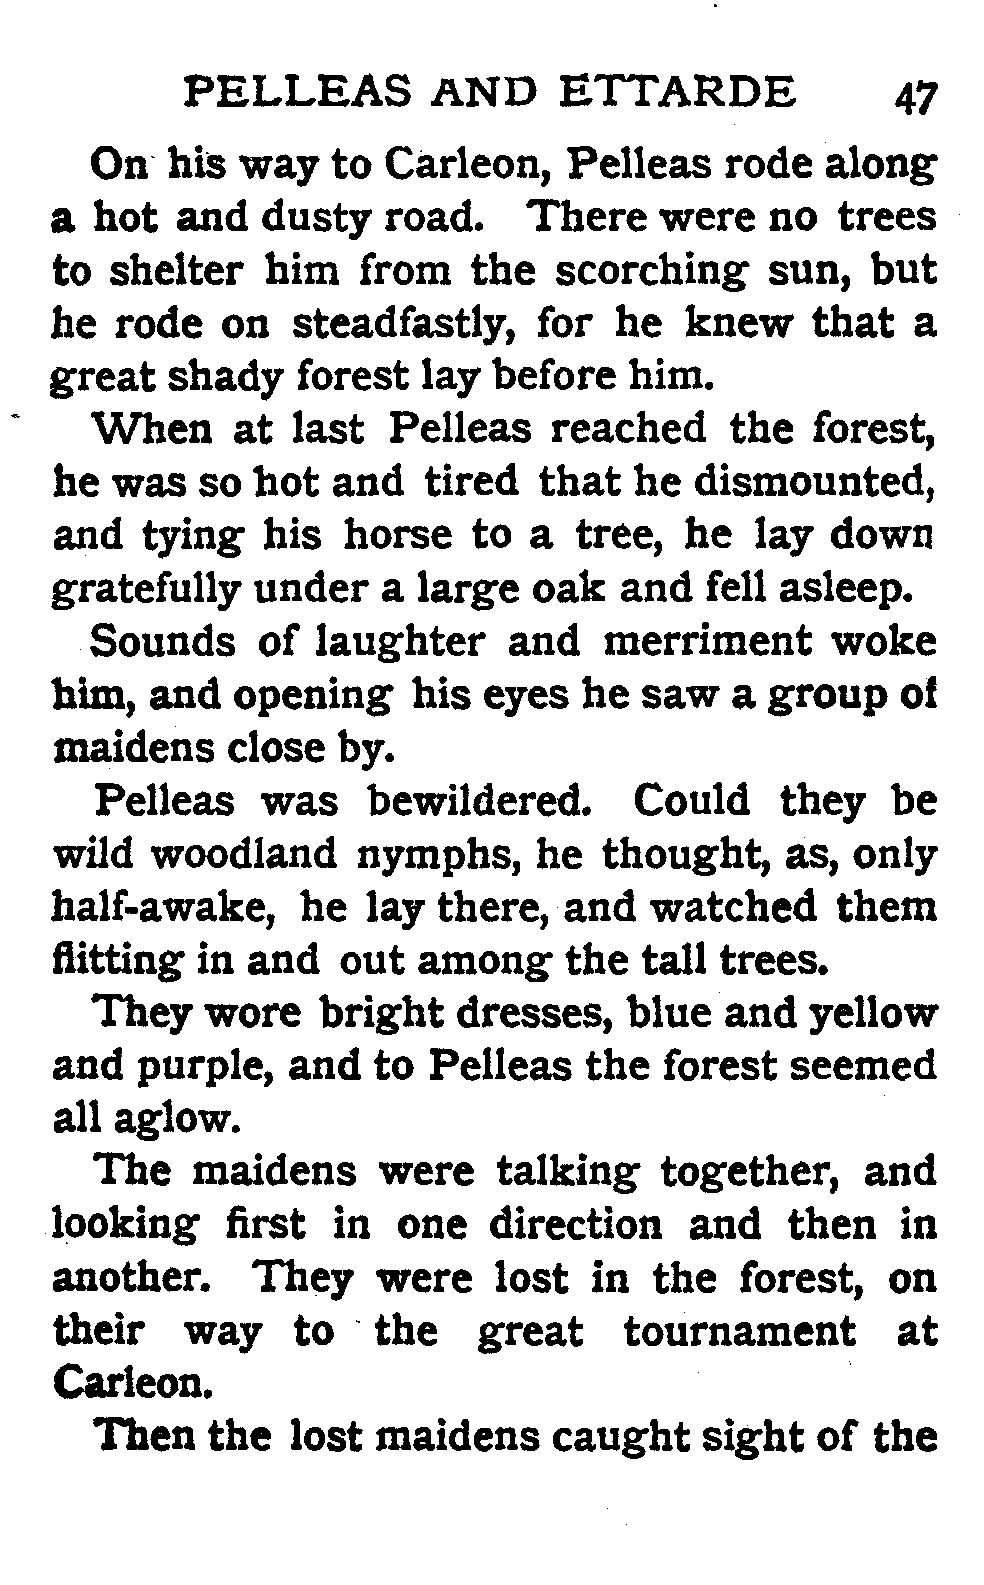 PELLEAS AND ETTARDE 47
On his way to Carleon, Pelleas rode along
a hot and dusty road. There were no trees
to shelter him from the scorching sun, but
he rode on steadfastly, for he knew that a
great shady forest lay before him.
When at last Pelleas reached the forest,
he was so hot and tired that he dismounted,
and tying his horse to a tree, he lay down
gratefully under a large oak and fell asleep.
Sounds of laughter and merriment woke
him, and opening his eyes he saw a group of
maidens close by.
Pelleas was bewildered. Could they be
wild woodland nymphs, he thought, as, only
half-awake, he lay there, and watched them
flitting in and out among the tall trees.
They wore bright dresses, blue and yellow
and purple, and to Pelleas the forest seemed
all aglow.
The maidens were talking together, and
looking first in one direction and then in
another. They were lost in the forest, on
their way to the great tournament at
Carleon.
Then the lost maidens caught sight of the